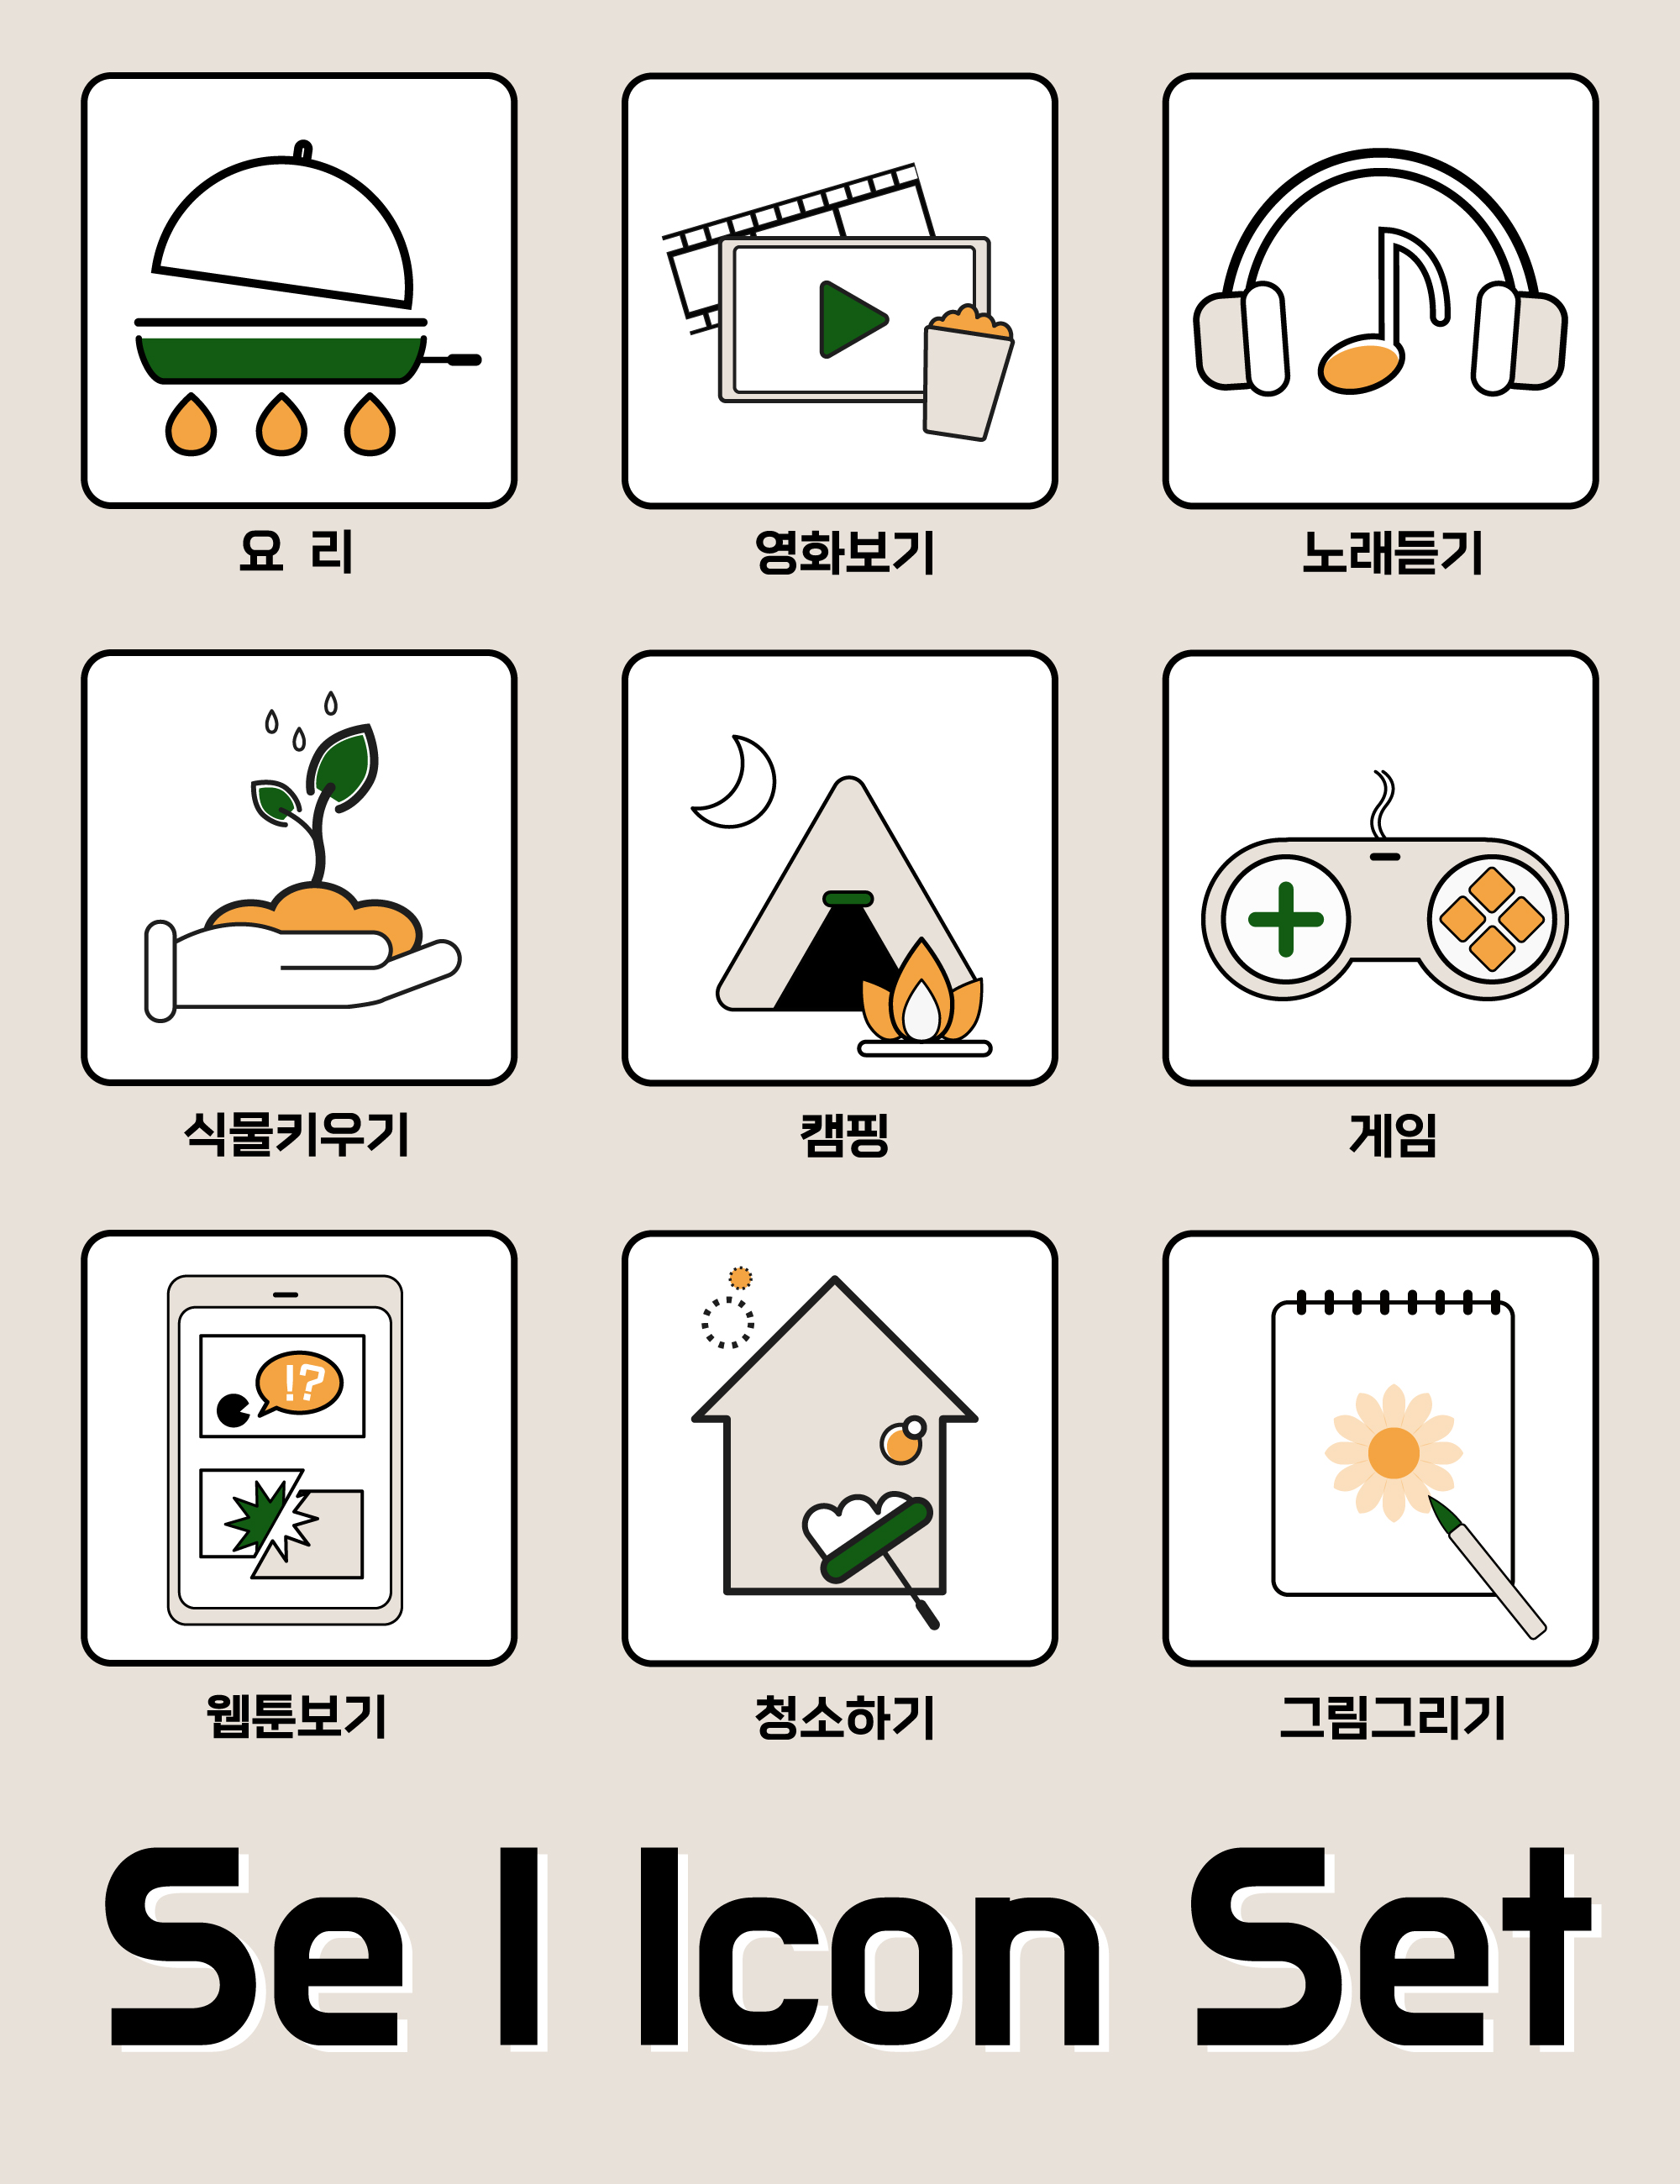 요 리
영화보기
노래듣기
식물키우기
캠핑
게임
!?
웹툰보기
청소하기
그림그리기
Se I Icon Set